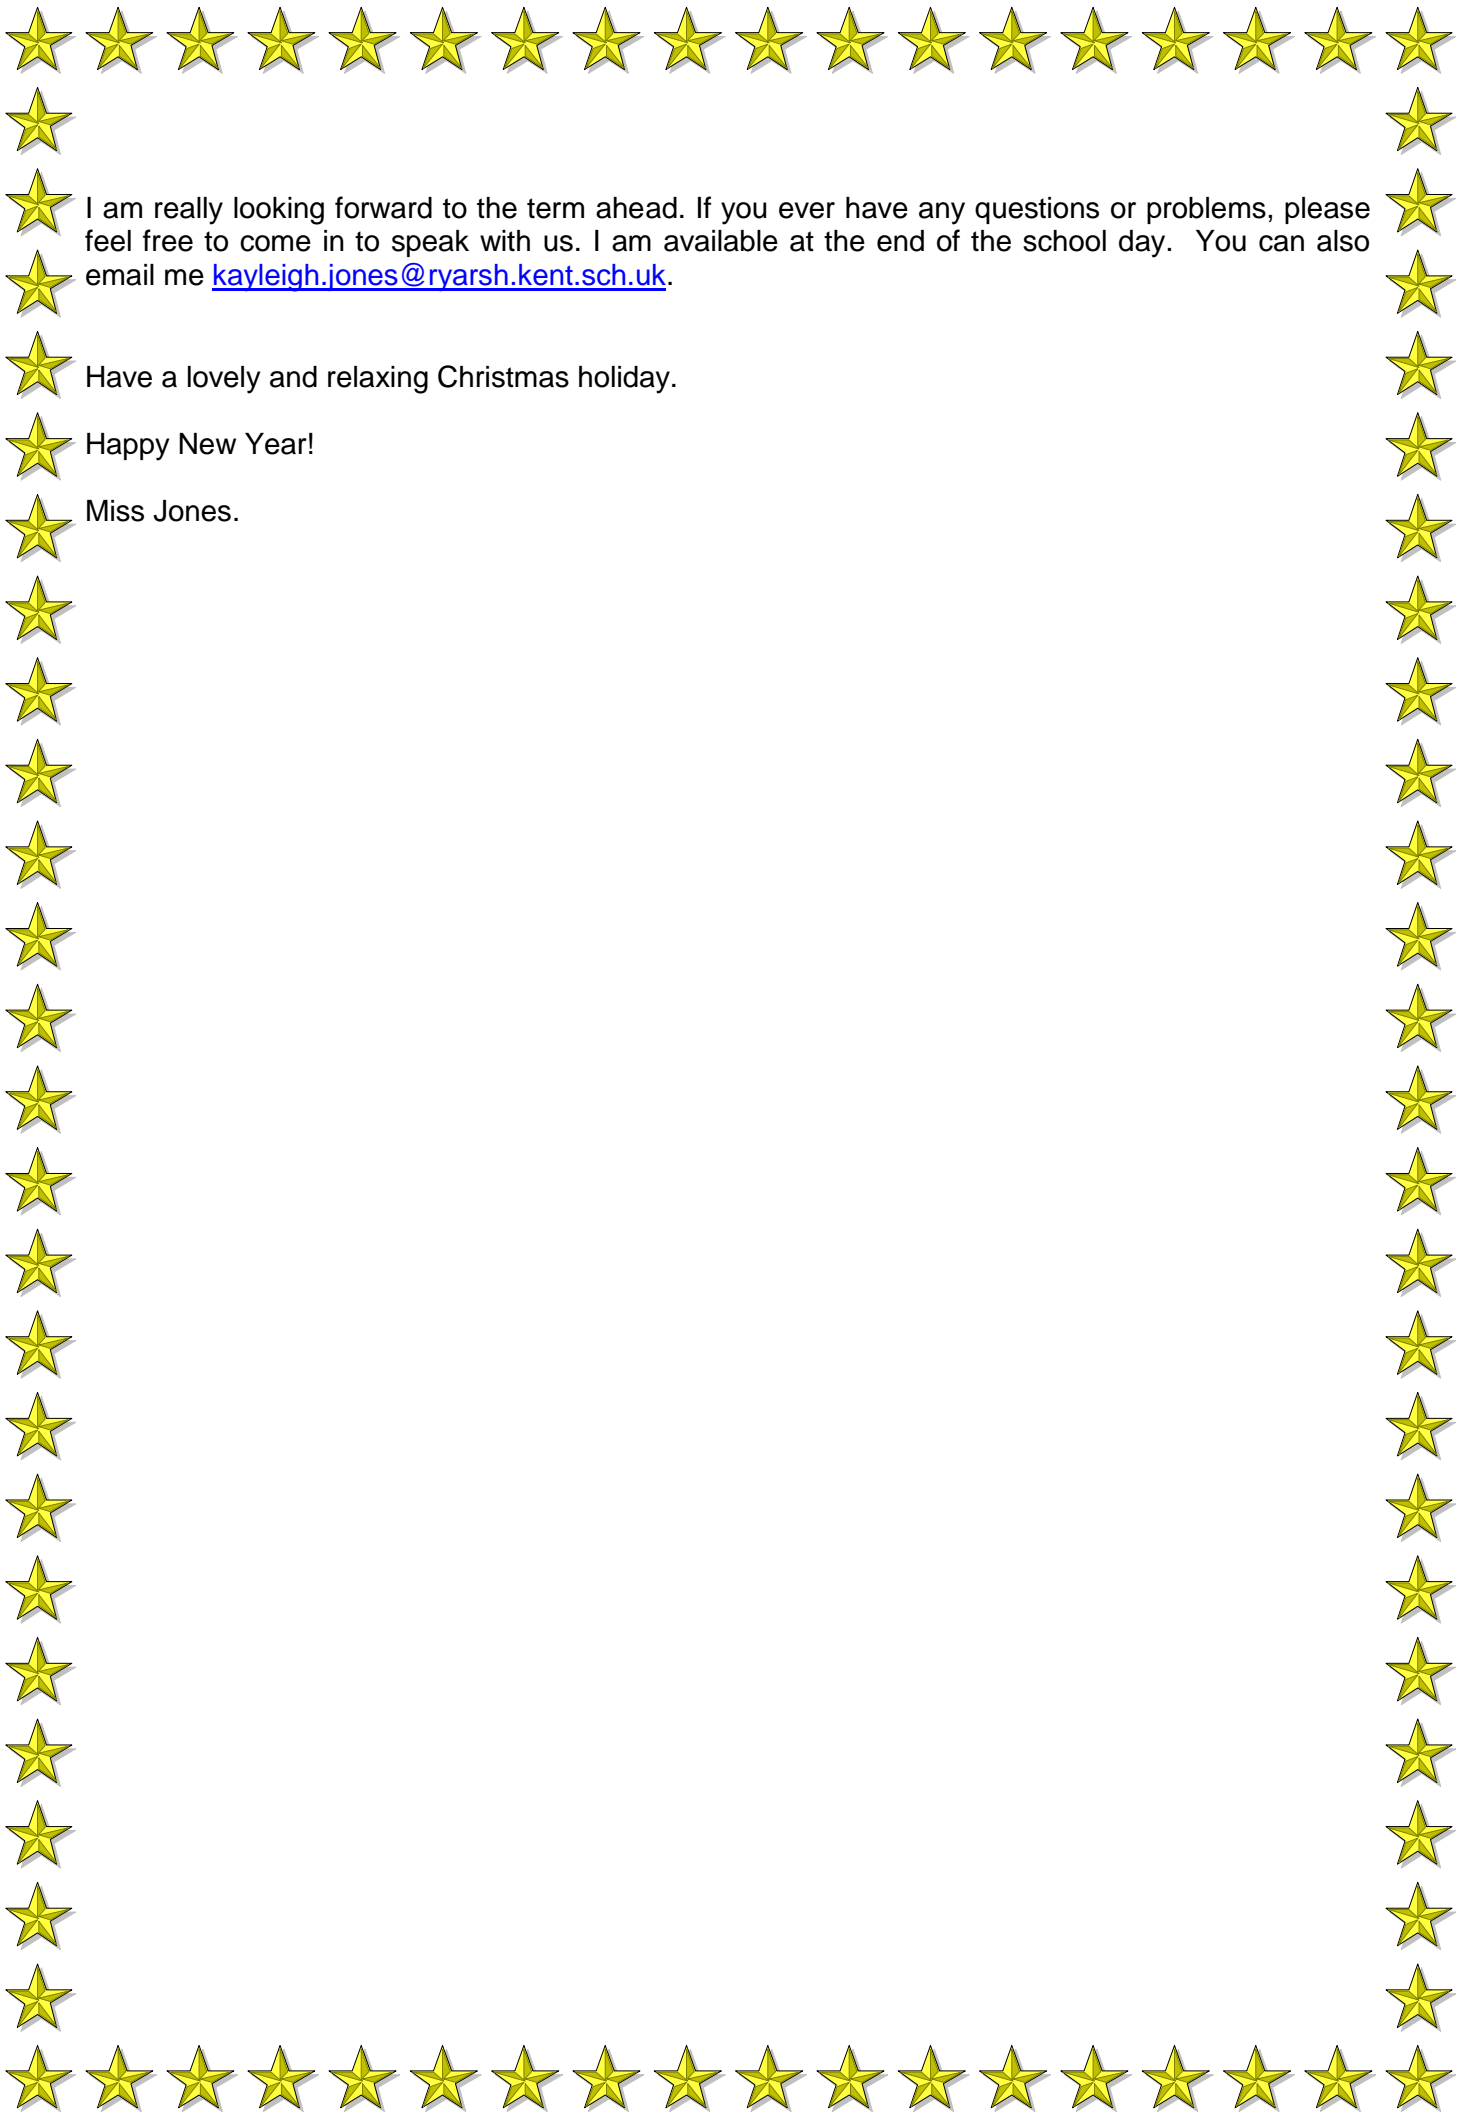 I am really looking forward to the term ahead. If you ever have any questions or problems, please
feel free to come in to speak with us. I am available at the end of the school day.  You can also
email me kayleigh.jones@ryarsh.kent.sch.uk.
Have a lovely and relaxing Christmas holiday.
Happy New Year!
Miss Jones.